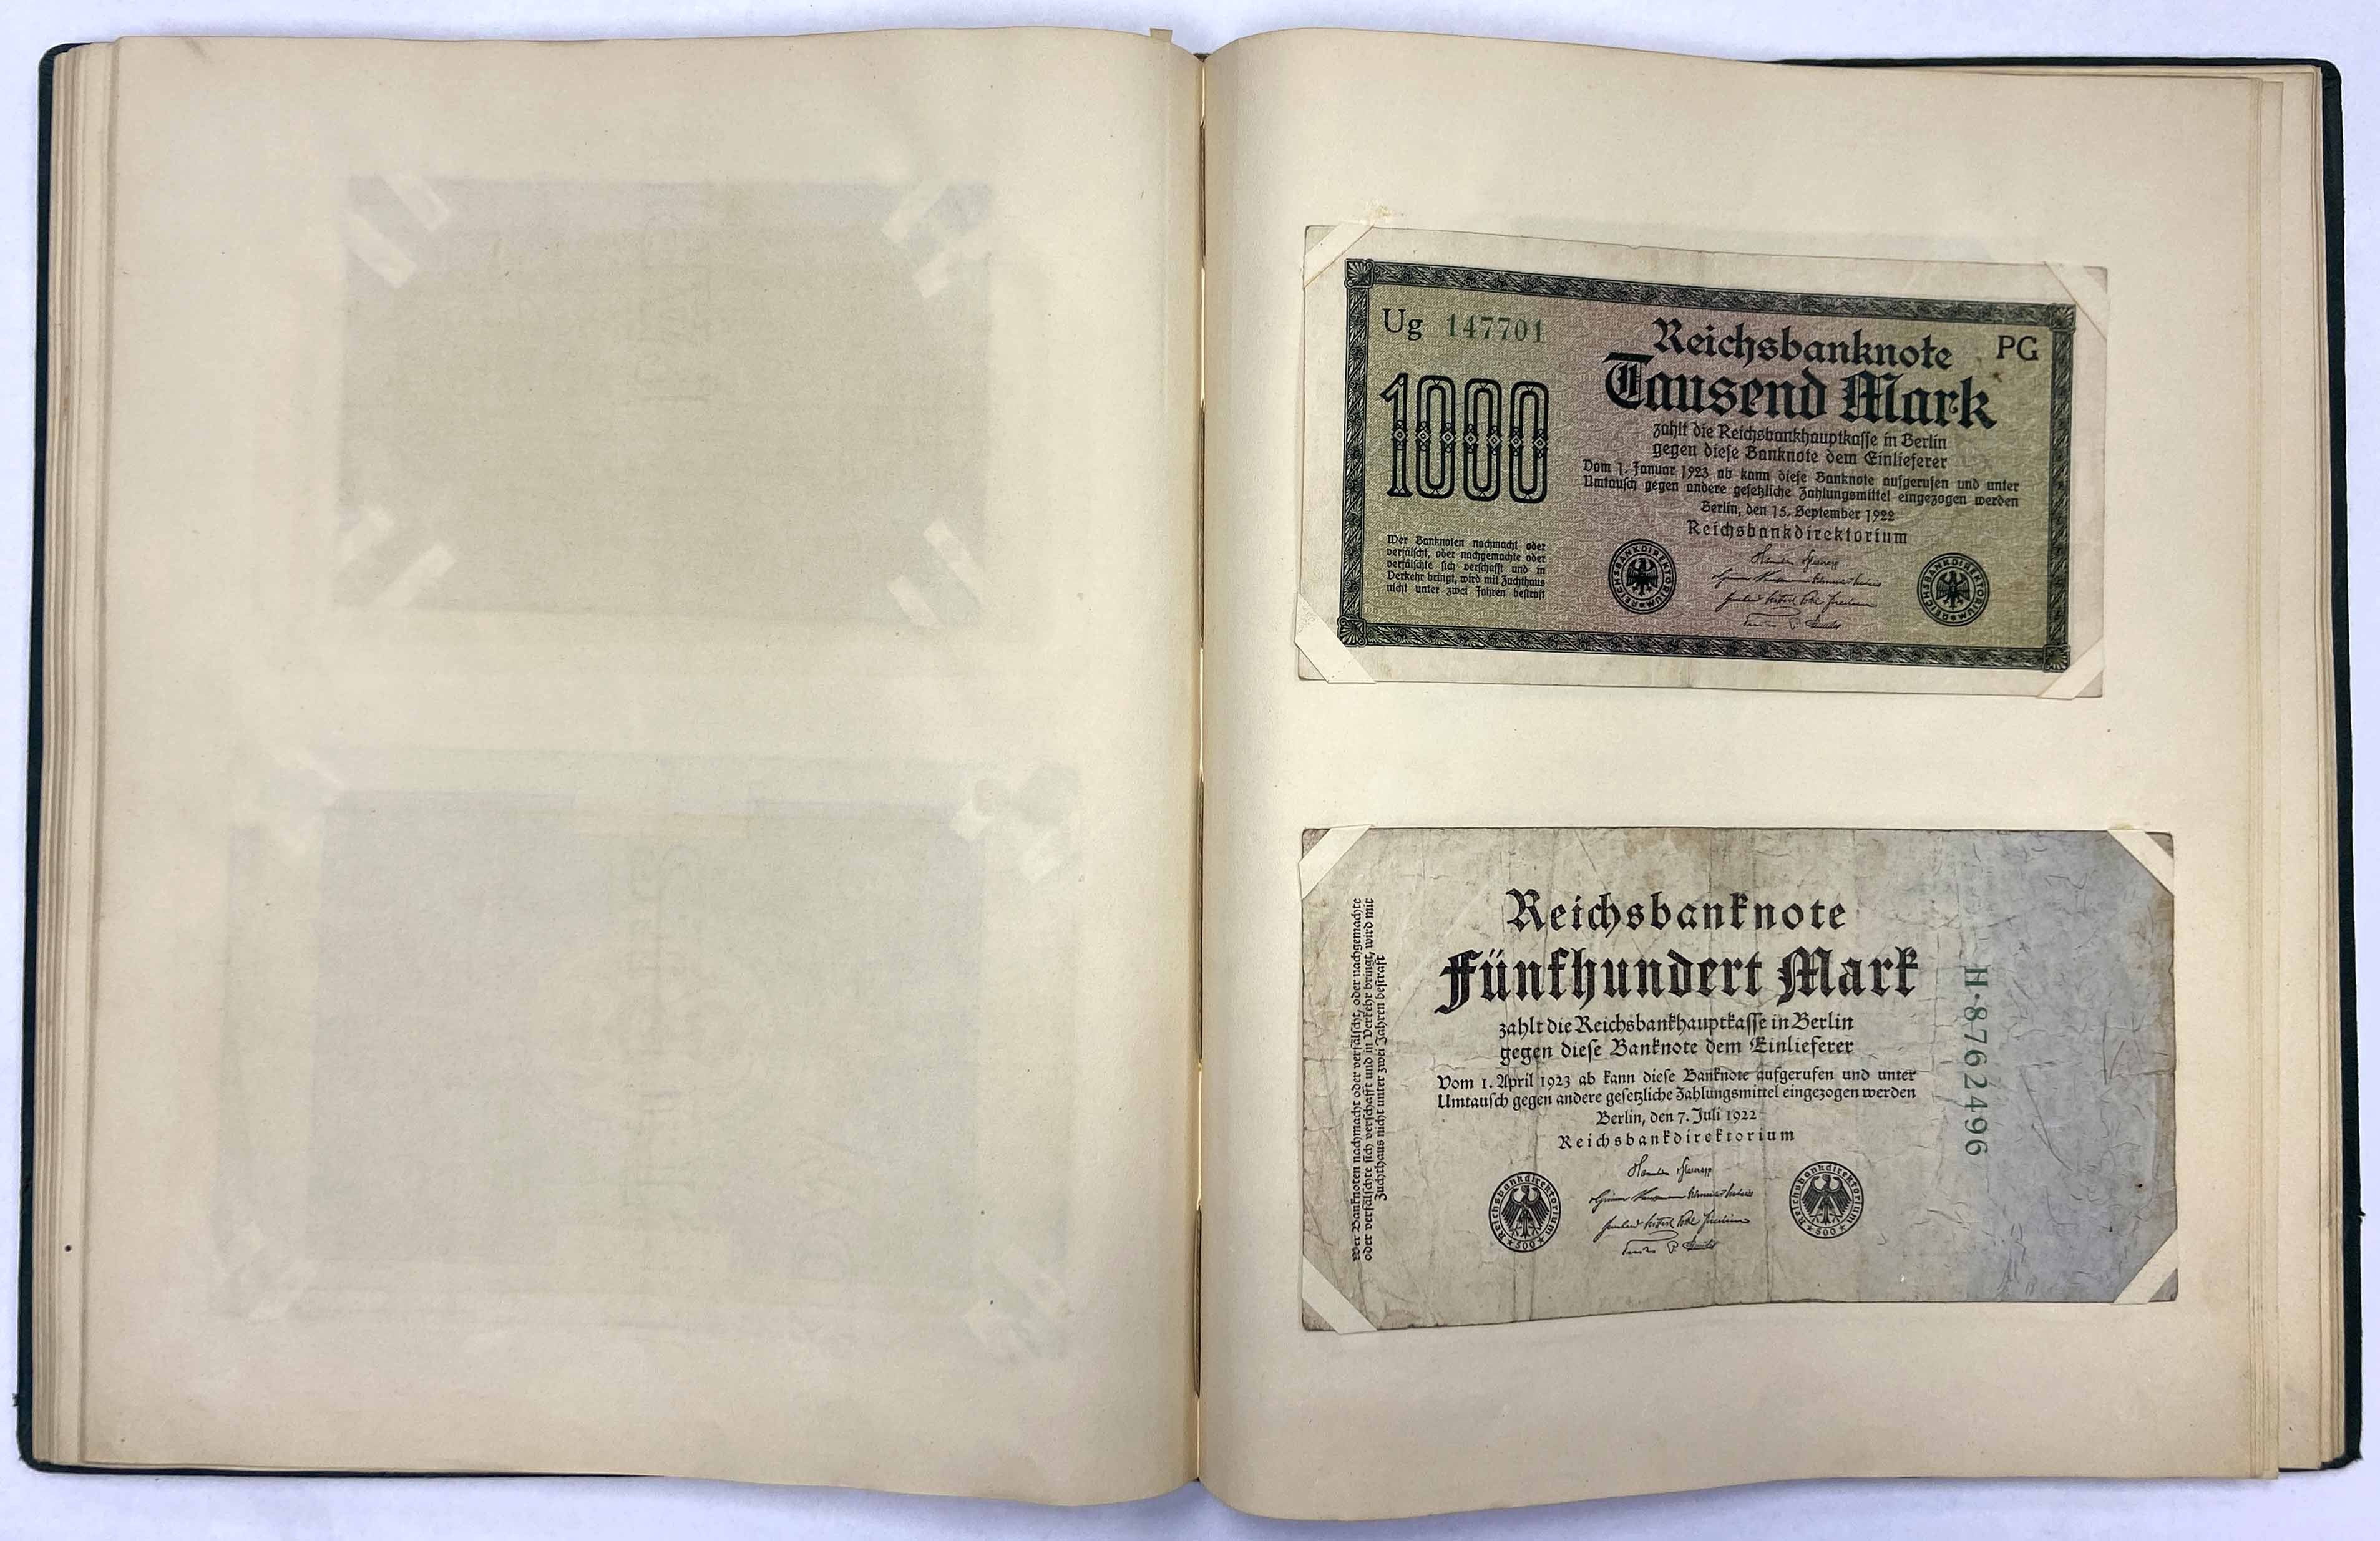 Ug 147701
Reichsbanknote PG
Tausend Mark
1000
zahlt die Reichsbankhauptkasse in Berlin
gegen diese Banknote dem Einlieferer
Vom 1. Januar 1923 ab kann diese Banknote aufgerufen und unter
Umtausch gegen andere gesetzliche Zahlungsmittel eingezogen werden
Berlin, den 15. September 1922
Reichsbankdirektorium
Wer Banknoten nachmacht oder
verfälscht, oder nachgemachte oder
verfälschte sich verschafft und in
Verkehr bringt, wird mit Zuchthaus
nicht unter zwei Jahren bestraft
REICHSBANKDIREKTORIUM
REICHSBANKDIREKTORIUM
Reichsbanknote
Fünfhundert Mark
zahlt die Reichsbankhauptkasse in Berlin
gegen diese Banknote dem Einlieferer
Vom 1. April 1923 ab kann diese Banknote aufgerufen und unter
Umtausch gegen andere gesetzliche Zahlungsmittel eingezogen werden
Berlin, den 7. Juli 1922
Reichsbankdirektorium
Reichsbankdirektorium *500*
Reichsbankdirektorium *500*
Wer Banknoten nachmacht oder verfälscht, oder nachgemachte
oder verfälschte sich verschafft und in Verkehr bringt, wird mit
Zuchthaus nicht unter zwei Jahren bestraft
H·8762496